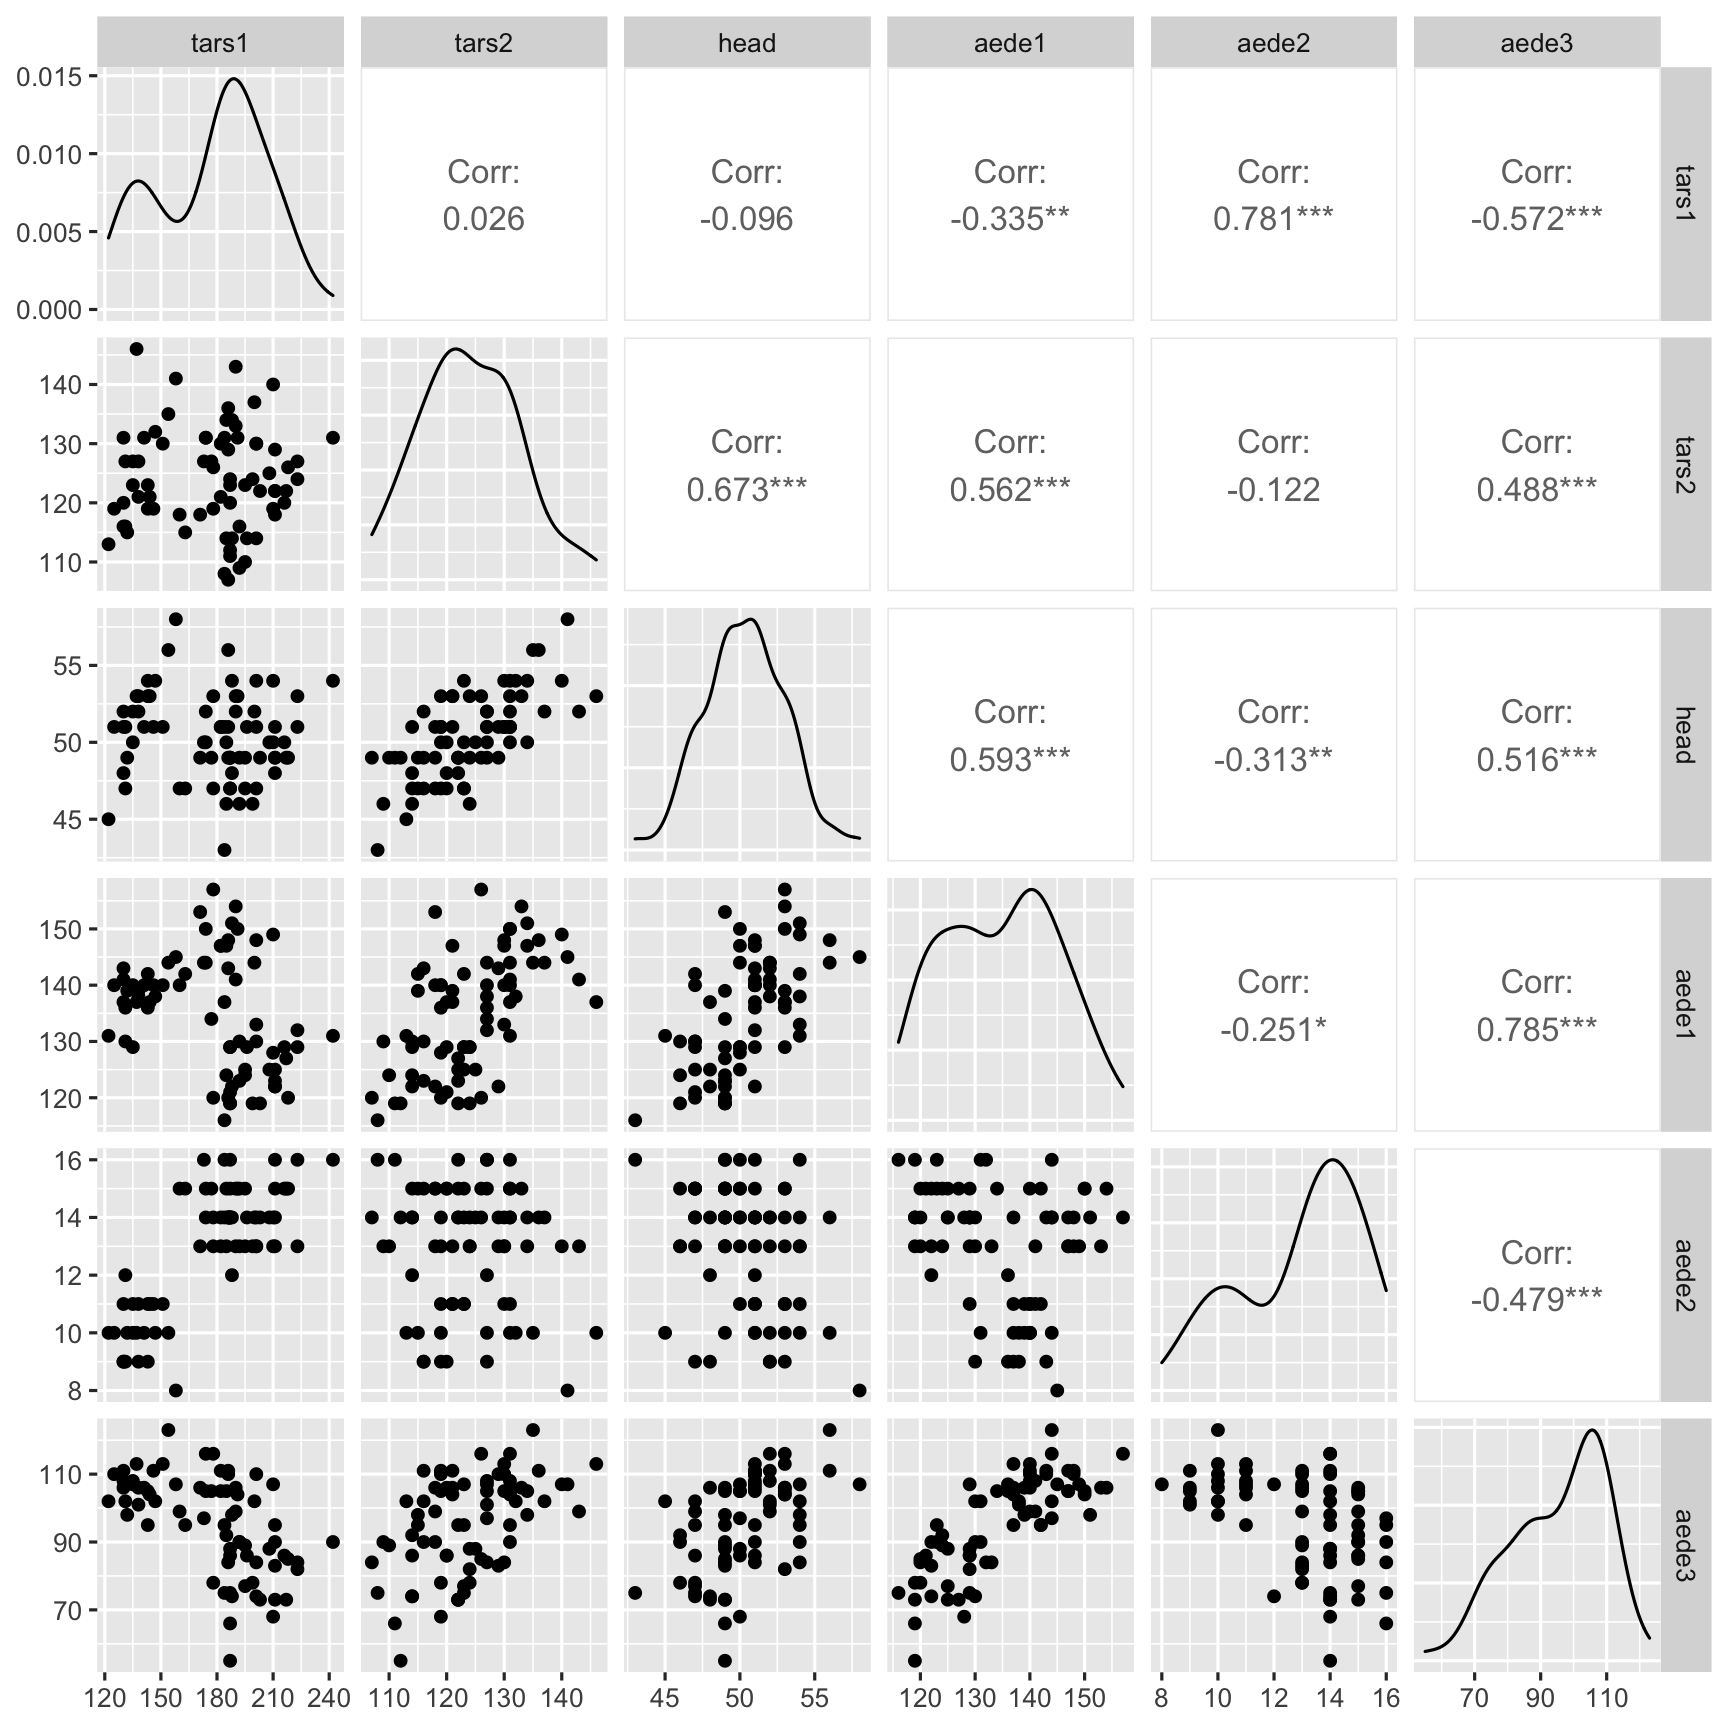 tars1 tars2 head aede1 aede2 aede3
0.015
0.010
0.005
0.000
Corr:
0.026
Corr:
-0.096
Corr:
-0.335**
Corr:
0.781***
Corr:
-0.572***
tars1
140
130
120
110
Corr:
0.673***
Corr:
0.562***
Corr:
-0.122
Corr:
0.488***
tars2
55
50
45
Corr:
0.593***
Corr:
-0.313**
Corr:
0.516***
head
150
140
130
120
Corr:
-0.251*
Corr:
0.785***
aede1
16
14
12
10
8
Corr:
-0.479***
aede2
110
90
70
aede3
120 150 180 210 240
110 120 130 140
45 50 55
120 130 140 150
8 10 12 14 16
70 90 110